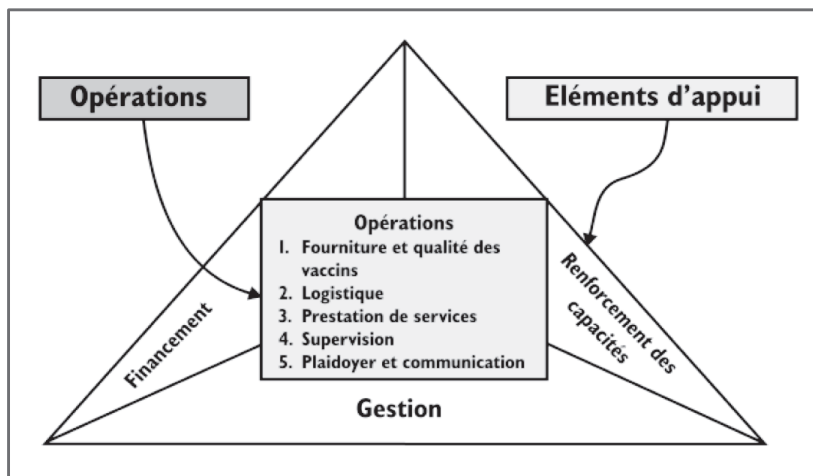 Opérations
Eléments d'appui
Opérations
1. Fourniture et qualité des
vaccins
2. Logistique
3. Prestation de services
4. Supervision
5. Plaidoyer et communication
Financement
Renforcement des
capacités
Gestion